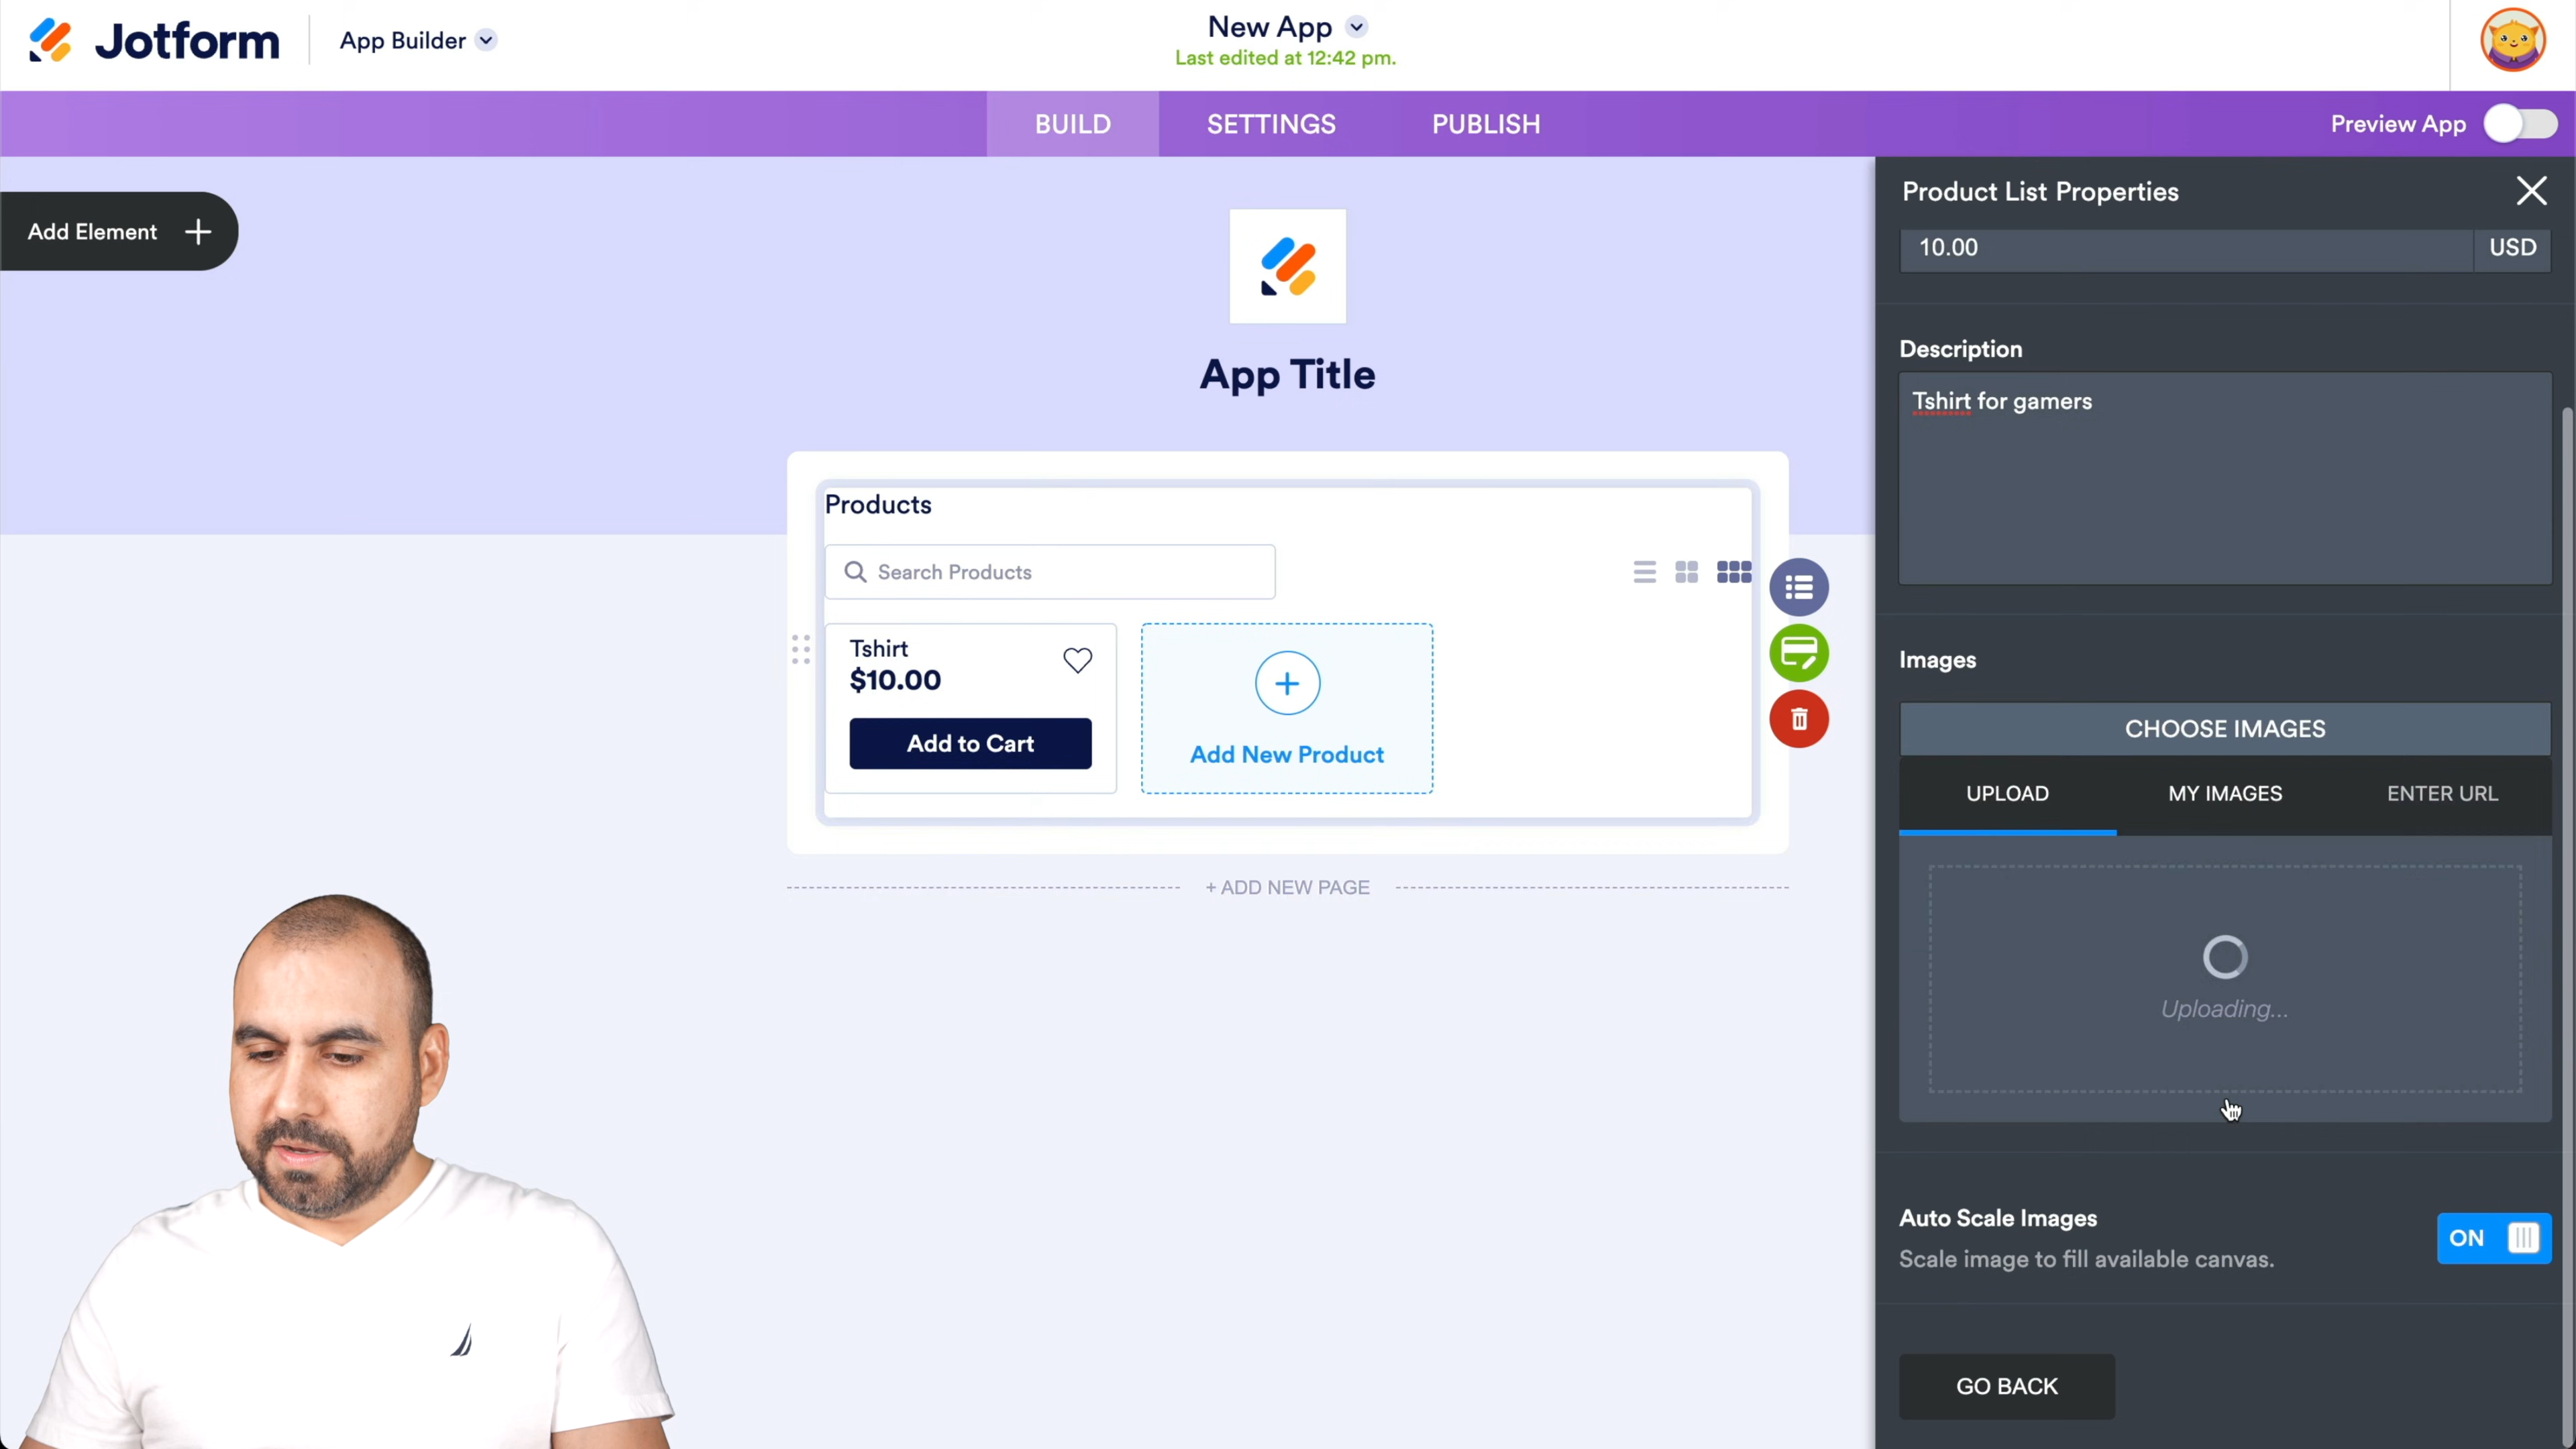 Jotform
App Builder
New App
Last edited at 12:42 pm.
BUILD
SETTINGS
PUBLISH
Preview App
Add Element
App Title
Products
Search Products
Tshirt
$10.00
Add to Cart
Add New Product
+ ADD NEW PAGE
Product List Properties
10.00 USD
Description
Tshirt for gamers
Images
CHOOSE IMAGES
UPLOAD MY IMAGES ENTER URL
Uploading...
Auto Scale Images
Scale image to fill available canvas.
ON
GO BACK